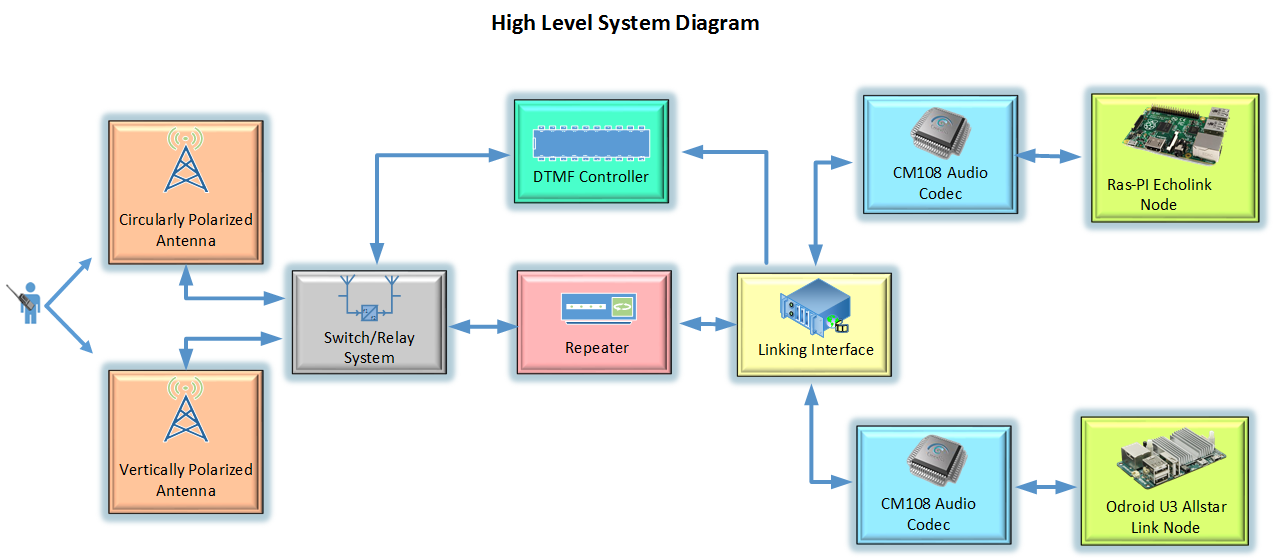 High Level System Diagram
Circularly Polarized
Antenna
Vertically Polarized
Antenna
Switch/Relay
System
DTMF Controller
Repeater
Linking Interface
CM108 Audio
Codec
Ras-PI Echolink
Node
CM108 Audio
Codec
Odroid U3 Allstar
Link Node